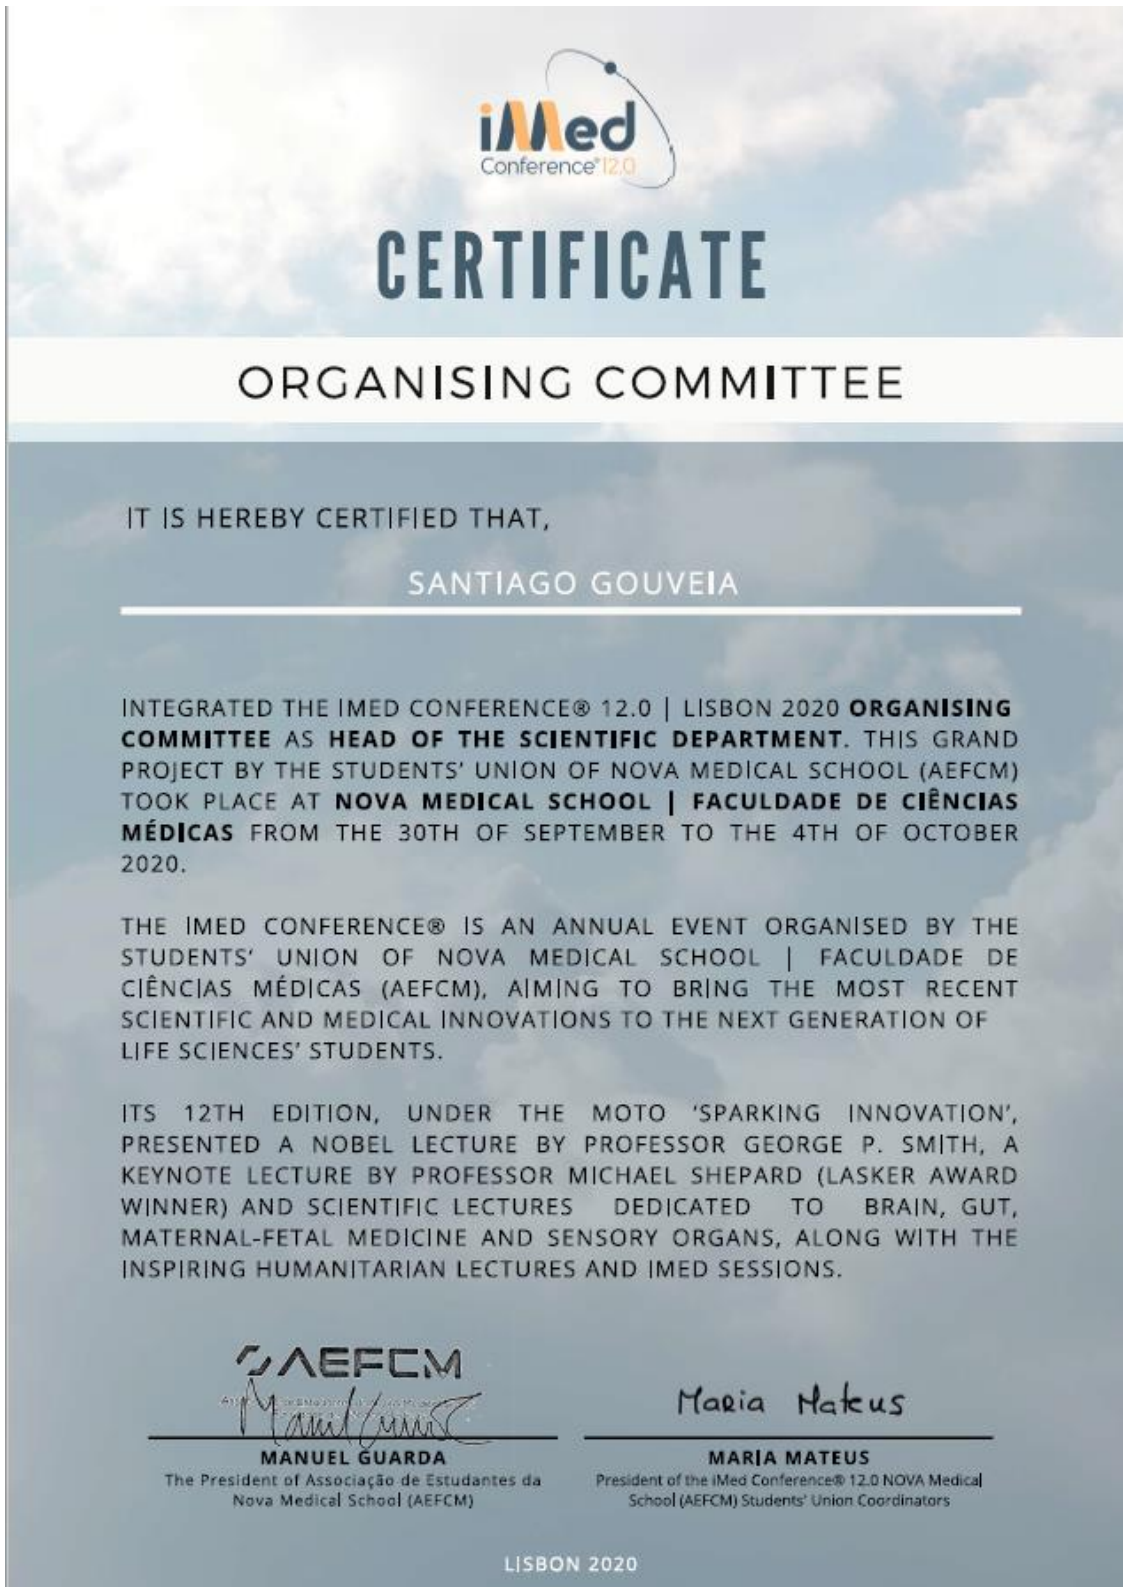 iMed
Conference® 12.0
CERTIFICATE
ORGANISING COMMITTEE
IT IS HEREBY CERTIFIED THAT,
SANTIAGO GOUVEIA
INTEGRATED THE IMED CONFERENCE® 12.0 | LISBON 2020 ORGANISING
COMMITTEE AS HEAD OF THE SCIENTIFIC DEPARTMENT. THIS GRAND
PROJECT BY THE STUDENTS' UNION OF NOVA MEDICAL SCHOOL (AEFCM)
TOOK PLACE AT NOVA MEDICAL SCHOOL | FACULDADE DE CIÊNCIAS
MÉDICAS FROM THE 30TH OF SEPTEMBER TO THE 4TH OF OCTOBER
2020.
THE IMED CONFERENCE® IS AN ANNUAL EVENT ORGANISED BY THE
STUDENTS' UNION OF NOVA MEDICAL SCHOOL | FACULDADE DE
CIÊNCIAS MÉDICAS (AEFCM), AIMING TO BRING THE MOST RECENT
SCIENTIFIC AND MEDICAL INNOVATIONS TO THE NEXT GENERATION OF
LIFE SCIENCES' STUDENTS.
ITS 12TH EDITION, UNDER THE MOTO 'SPARKING INNOVATION',
PRESENTED A NOBEL LECTURE BY PROFESSOR GEORGE P. SMITH, A
KEYNOTE LECTURE BY PROFESSOR MICHAEL SHEPARD (LASKER AWARD
WINNER) AND SCIENTIFIC LECTURES DEDICATED TO BRAIN, GUT,
MATERNAL-FETAL MEDICINE AND SENSORY ORGANS, ALONG WITH THE
INSPIRING HUMANITARIAN LECTURES AND IMED SESSIONS.
AEFCM
Maria Mateus
MANUEL GUARDA
The President of Associação de Estudantes da
Nova Medical School (AEFCM)
MARIA MATEUS
President of the iMed Conference® 12.0 NOVA Medical
School (AEFCM) Students' Union Coordinators
LISBON 2020